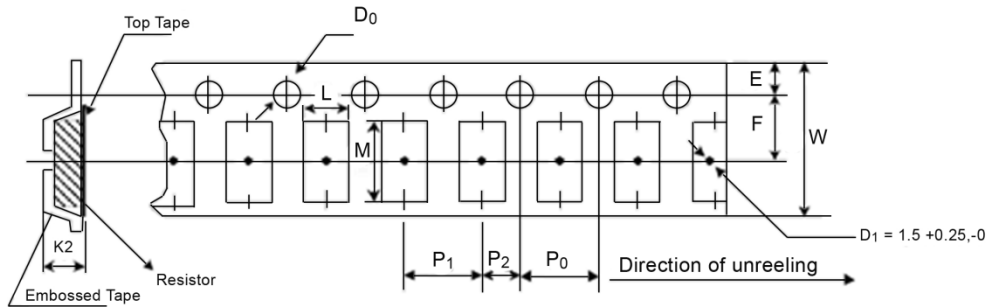 Top Tape
D₀
E
L
F
W
M
K2
D₁ = 1.5 +0.25,-0
P₁
P₂
P₀
Direction of unreeling
Resistor
Embossed Tape